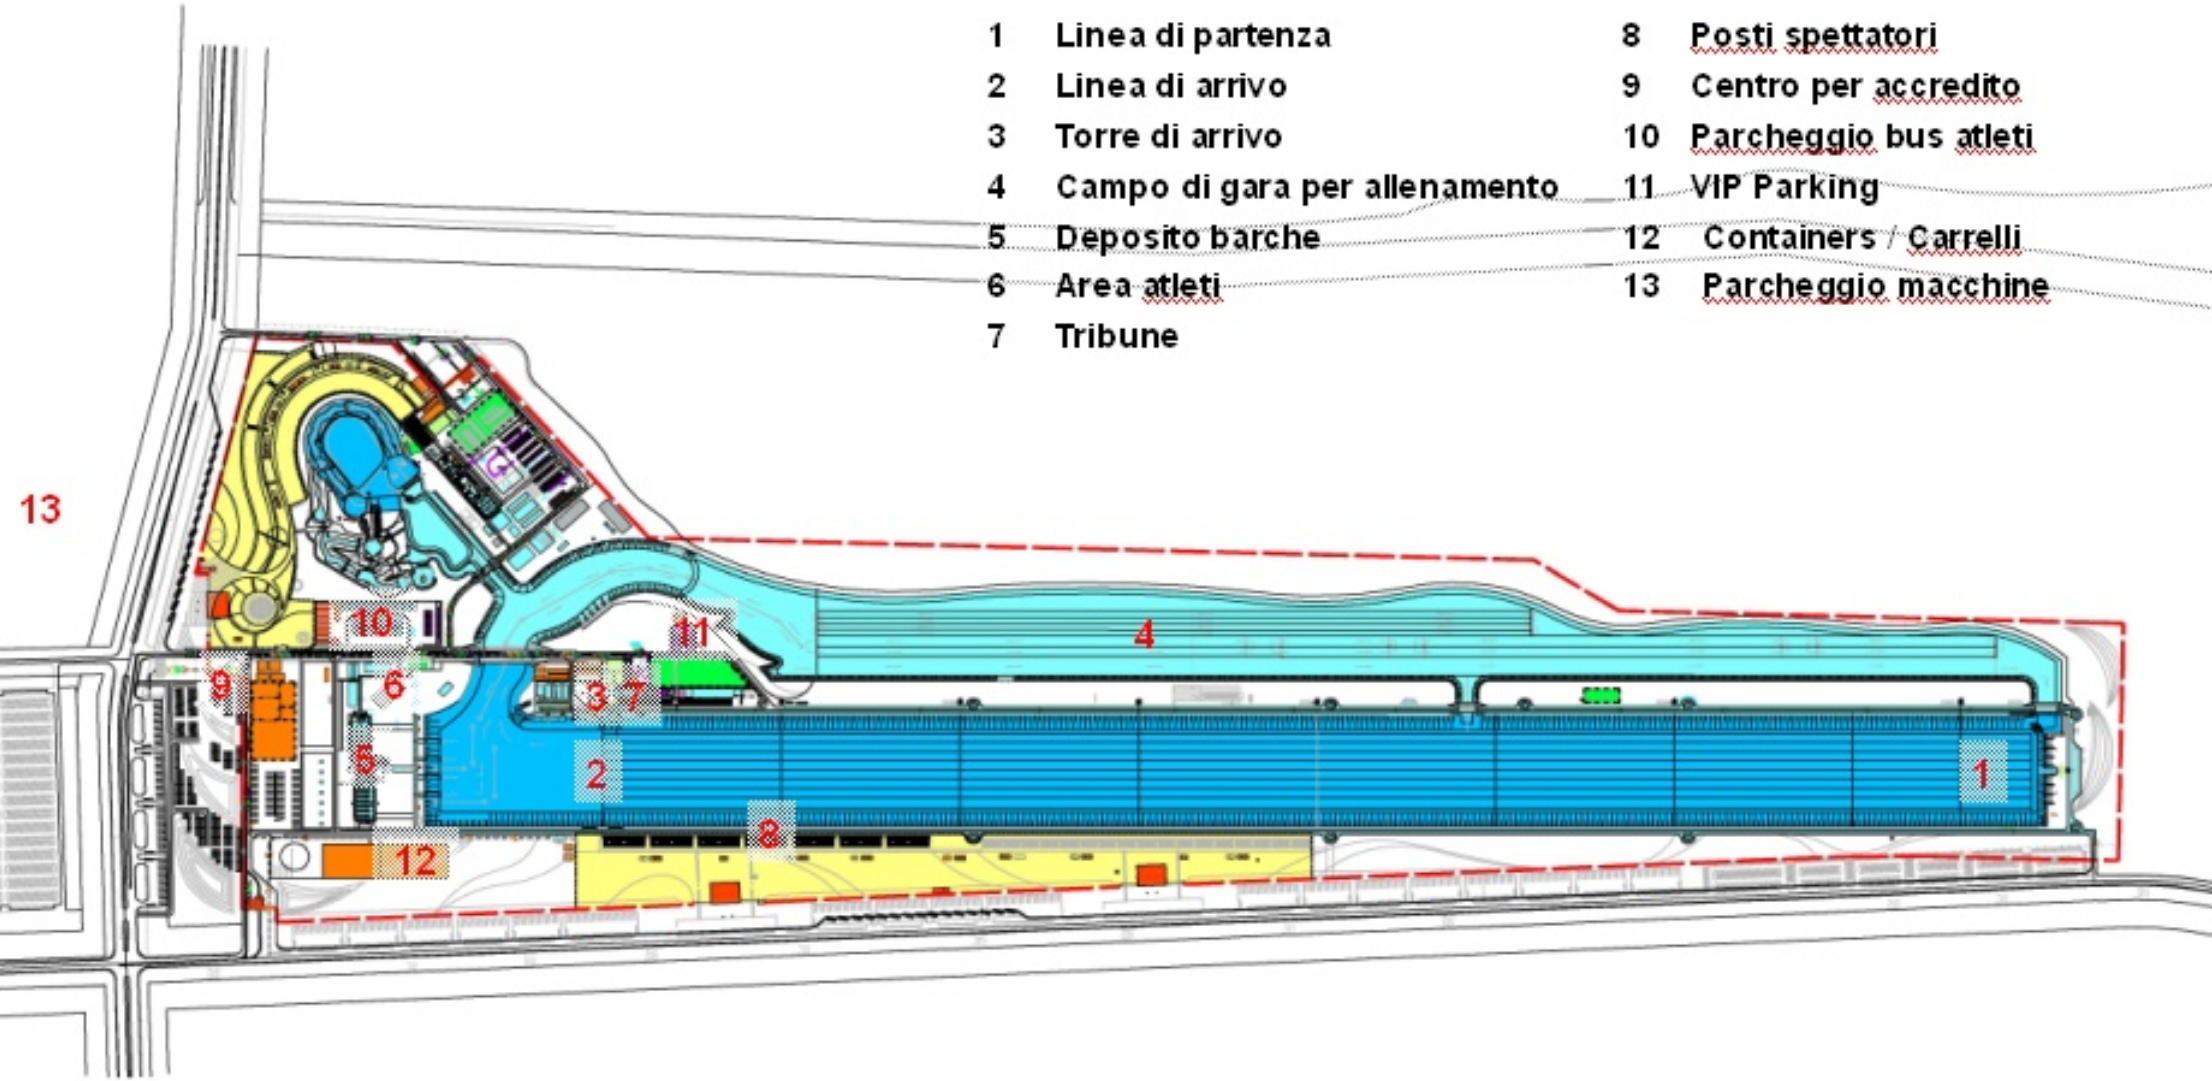 1 Linea di partenza
2 Linea di arrivo
3 Torre di arrivo
4 Campo di gara per allenamento
5 Deposito barche
6 Area atleti
7 Tribune
8 Posti spettatori
9 Centro per accredito
10 Parcheggio bus atleti
11 VIP Parking
12 Containers / Carrelli
13 Parcheggio macchine
13
10
11
4
9
6
3
7
5
2
1
8
12